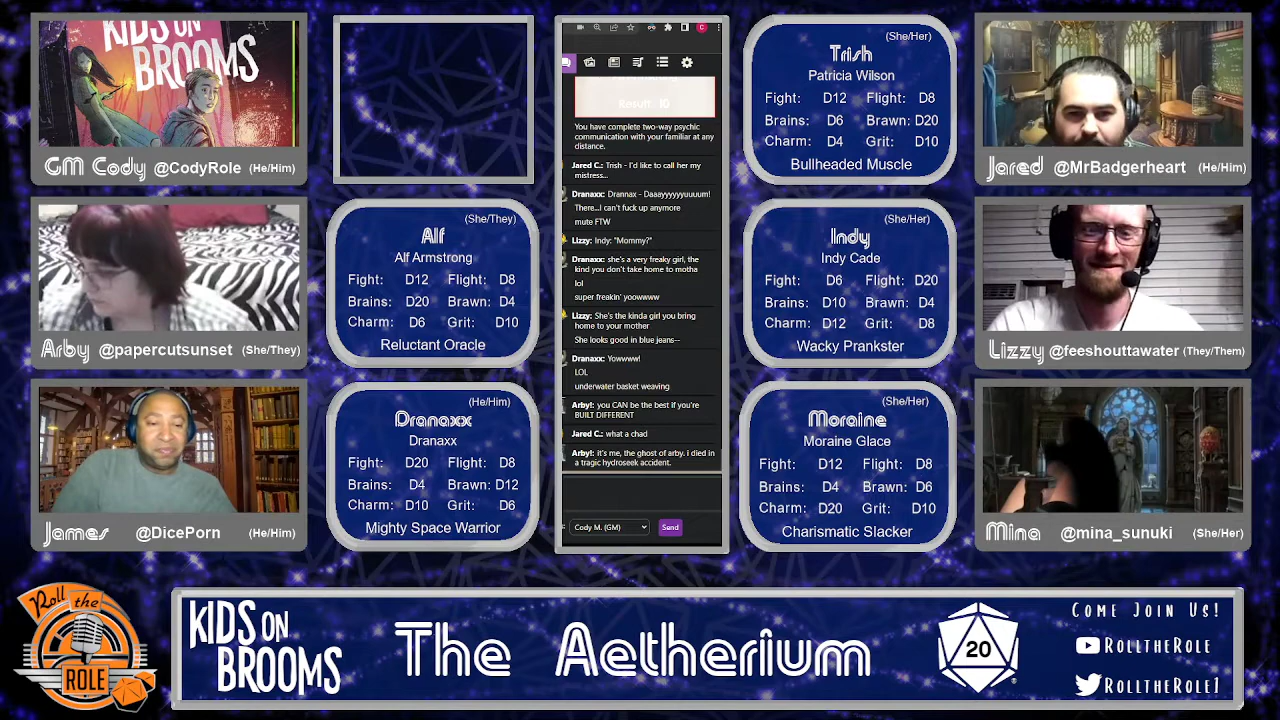 KIDS ON
BROOMS
GM Cody @CodyRole (He/Him)
Arby @papercutsunset (She/They)
James @DicePorn (He/Him)
(She/They)
Alf
Alf Armstrong
Fight: D12 Flight: D8
Brains: D20 Brawn: D4
Charm: D6 Grit: D10
Reluctant Oracle
(He/Him)
Dranaxx
Dranaxx
Fight: D20 Flight: D8
Brains: D4 Brawn: D12
Charm: D10 Grit: D6
Mighty Space Warrior
C
Result: 10
You have complete two-way psychic
communication with your familiar at any
distance.
Jared C.: Trish - I'd like to call her my
mistress...
Dranaxx: Drannax - Daaayyyyyyuuuum!
There...I can't fuck up anymore
mute FTW
Lizzy: Indy: "Mommy?"
Dranaxx: she's a very freaky girl, the
kind you don't take home to motha
lol
super freakin' yoowwww
Lizzy: She's the kinda girl you bring
home to your mother
She looks good in blue jeans--
Dranaxx: Yowwww!
LOL
underwater basket weaving
Arby!: you CAN be the best if you're
BUILT DIFFERENT
Jared C.: what a chad
Arby!: it's me, the ghost of arby. i died in
a tragic hydroseek accident.
Cody M. (GM)
Send
(She/Her)
Trish
Patricia Wilson
Fight: D12 Flight: D8
Brains: D6 Brawn: D20
Charm: D4 Grit: D10
Bullheaded Muscle
(She/Her)
Indy
Indy Cade
Fight: D6 Flight: D20
Brains: D10 Brawn: D4
Charm: D12 Grit: D8
Wacky Prankster
(She/Her)
Moraine
Moraine Glace
Fight: D12 Flight: D8
Brains: D4 Brawn: D6
Charm: D20 Grit: D10
Charismatic Slacker
Jared @MrBadgerheart (He/Him)
Lizzy @feeshouttawater (They/Them)
Mina @mina_sunuki (She/Her)
Roll the
ROLE
KIDS ON
BROOMS
The Aetherium
20
COME JOIN US!
ROLLTHEROLE
ROLLTHEROLE1